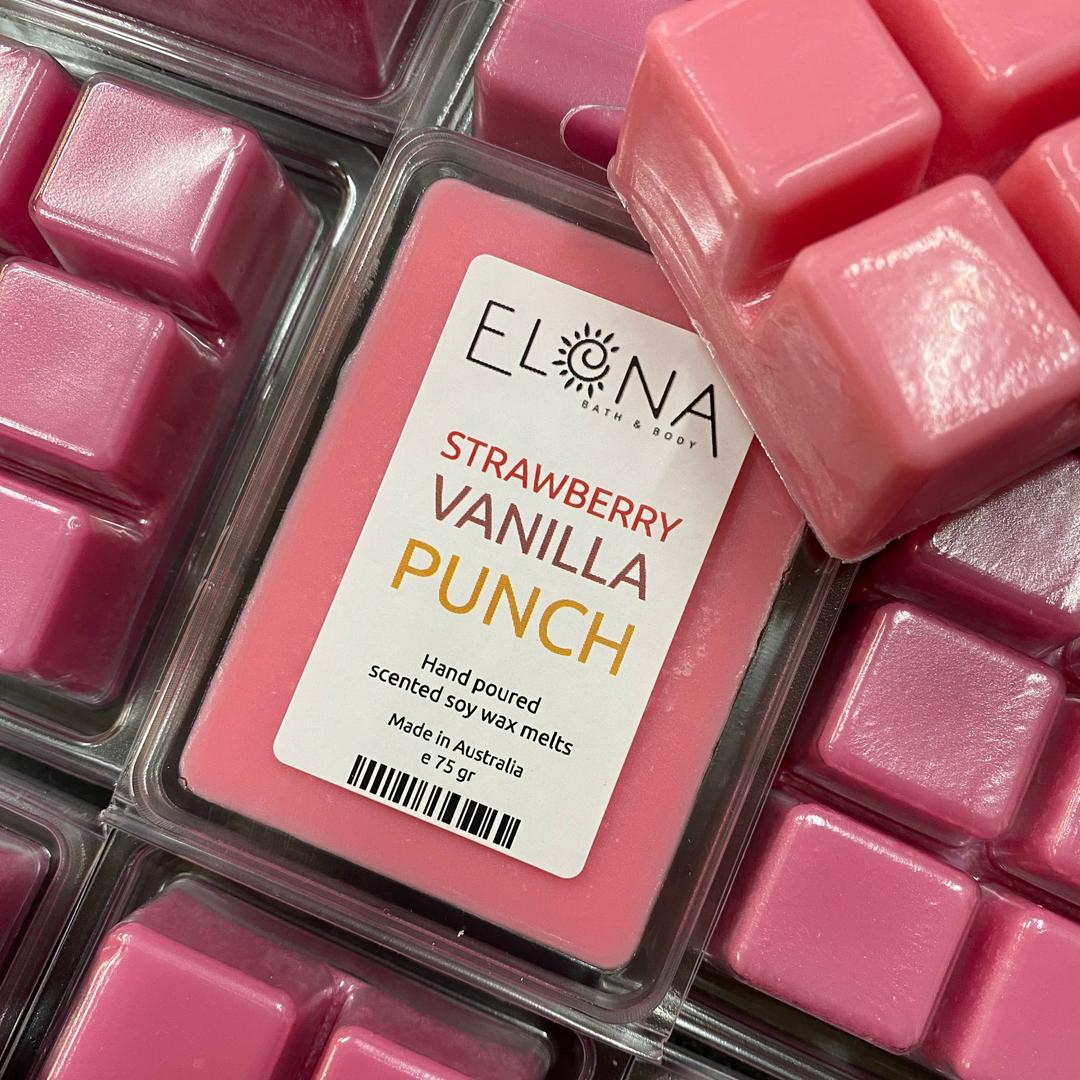 ELONA
BATH & BODY
STRAWBERRY
VANILLA
PUNCH
Hand poured
scented soy wax melts
Made in Australia
e 75 gr